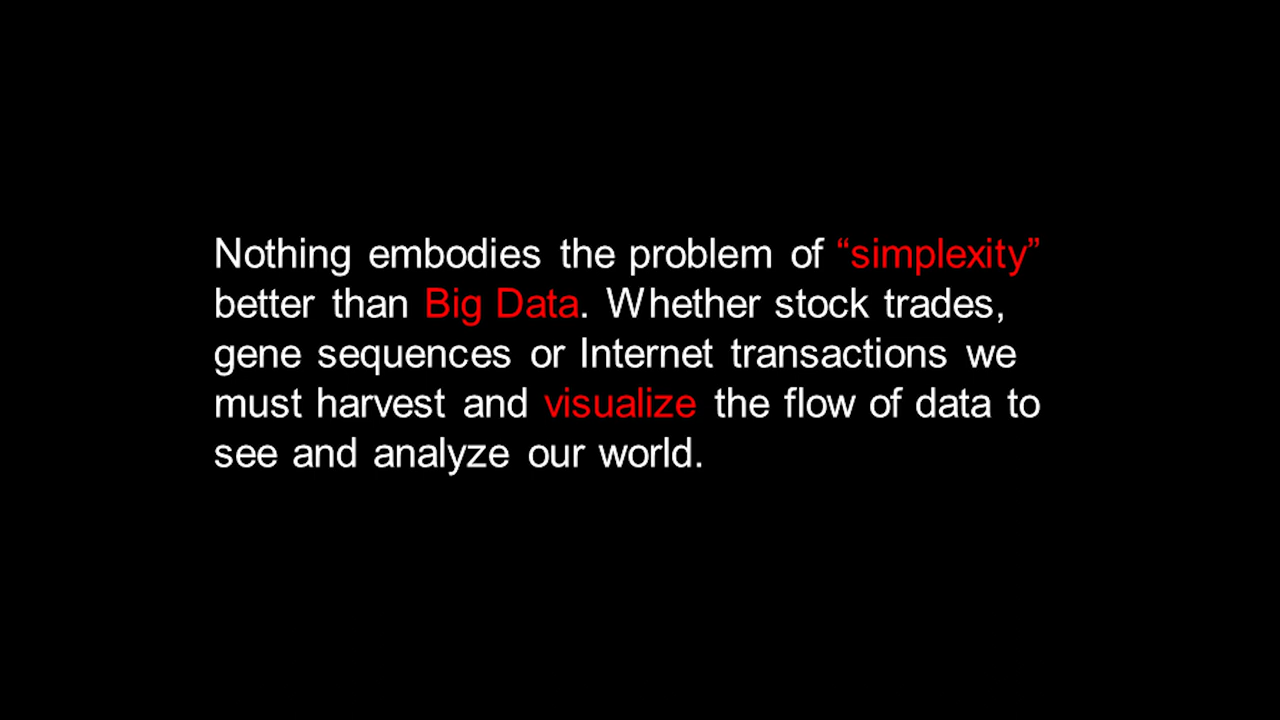 Nothing embodies the problem of “simplexity”
better than Big Data. Whether stock trades,
gene sequences or Internet transactions we
must harvest and visualize the flow of data to
see and analyze our world.